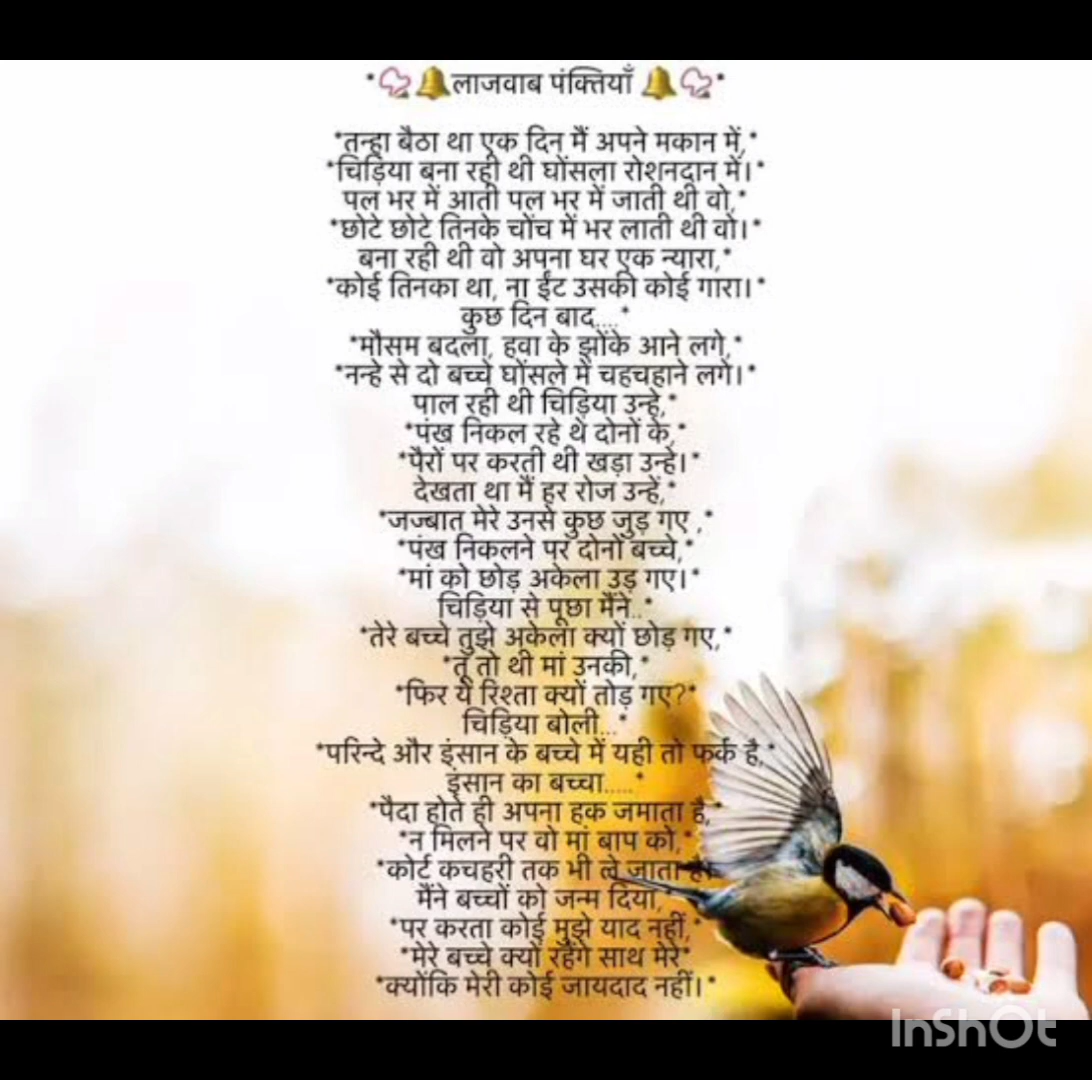 *🔔लाजवाब पंक्तियाँ 🔔*
*तन्हा बैठा था एक दिन मैं अपने मकान में,*
*चिड़िया बना रही थी घोंसला रोशनदान में।*
पल भर में आती पल भर में जाती थी वो,*
*छोटे छोटे तिनके चोंच में भर लाती थी वो।*
बना रही थी वो अपना घर एक न्यारा,*
*कोई तिनका था, ना ईंट उसकी कोई गारा।*
कुछ दिन बाद....*
*मौसम बदला, हवा के झोंके आने लगे,*
*नन्हे से दो बच्चे घोंसले में चहचहाने लगे।*
पाल रही थी चिड़िया उन्हे,*
*पंख निकल रहे थे दोनों के,*
*पैरों पर करती थी खड़ा उन्हे।*
देखता था मैं हर रोज उन्हें,*
*जज्बात मेरे उनसे कुछ जुड़ गए ,*
*पंख निकलने पर दोनों बच्चे,*
*मां को छोड़ अकेला उड़ गए।*
चिड़िया से पूछा मैंने..*
*तेरे बच्चे तुझे अकेला क्यों छोड़ गए,*
*तू तो थी मां उनकी,*
*फिर ये रिश्ता क्यों तोड़ गए?*
चिड़िया बोली...*
*परिन्दे और इंसान के बच्चे में यही तो फर्क है,*
इंसान का बच्चा.....*
*पैदा होते ही अपना हक जमाता है,*
*न मिलने पर वो मां बाप को,*
*कोर्ट कचहरी तक भी ले जाता है।
मैंने बच्चों को जन्म दिया,*
*पर करता कोई मुझे याद नहीं,*
*मेरे बच्चे क्यों रहेंगे साथ मेरे*
*क्योंकि मेरी कोई जायदाद नहीं।*
InShOt